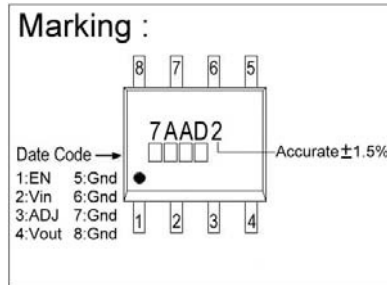 Marking :
8 7 6 5
7AAD2
Date Code
Accurate ±1.5%
1:EN 5:Gnd
2:Vin 6:Gnd
3:ADJ 7:Gnd
4:Vout 8:Gnd
1 2 3 4